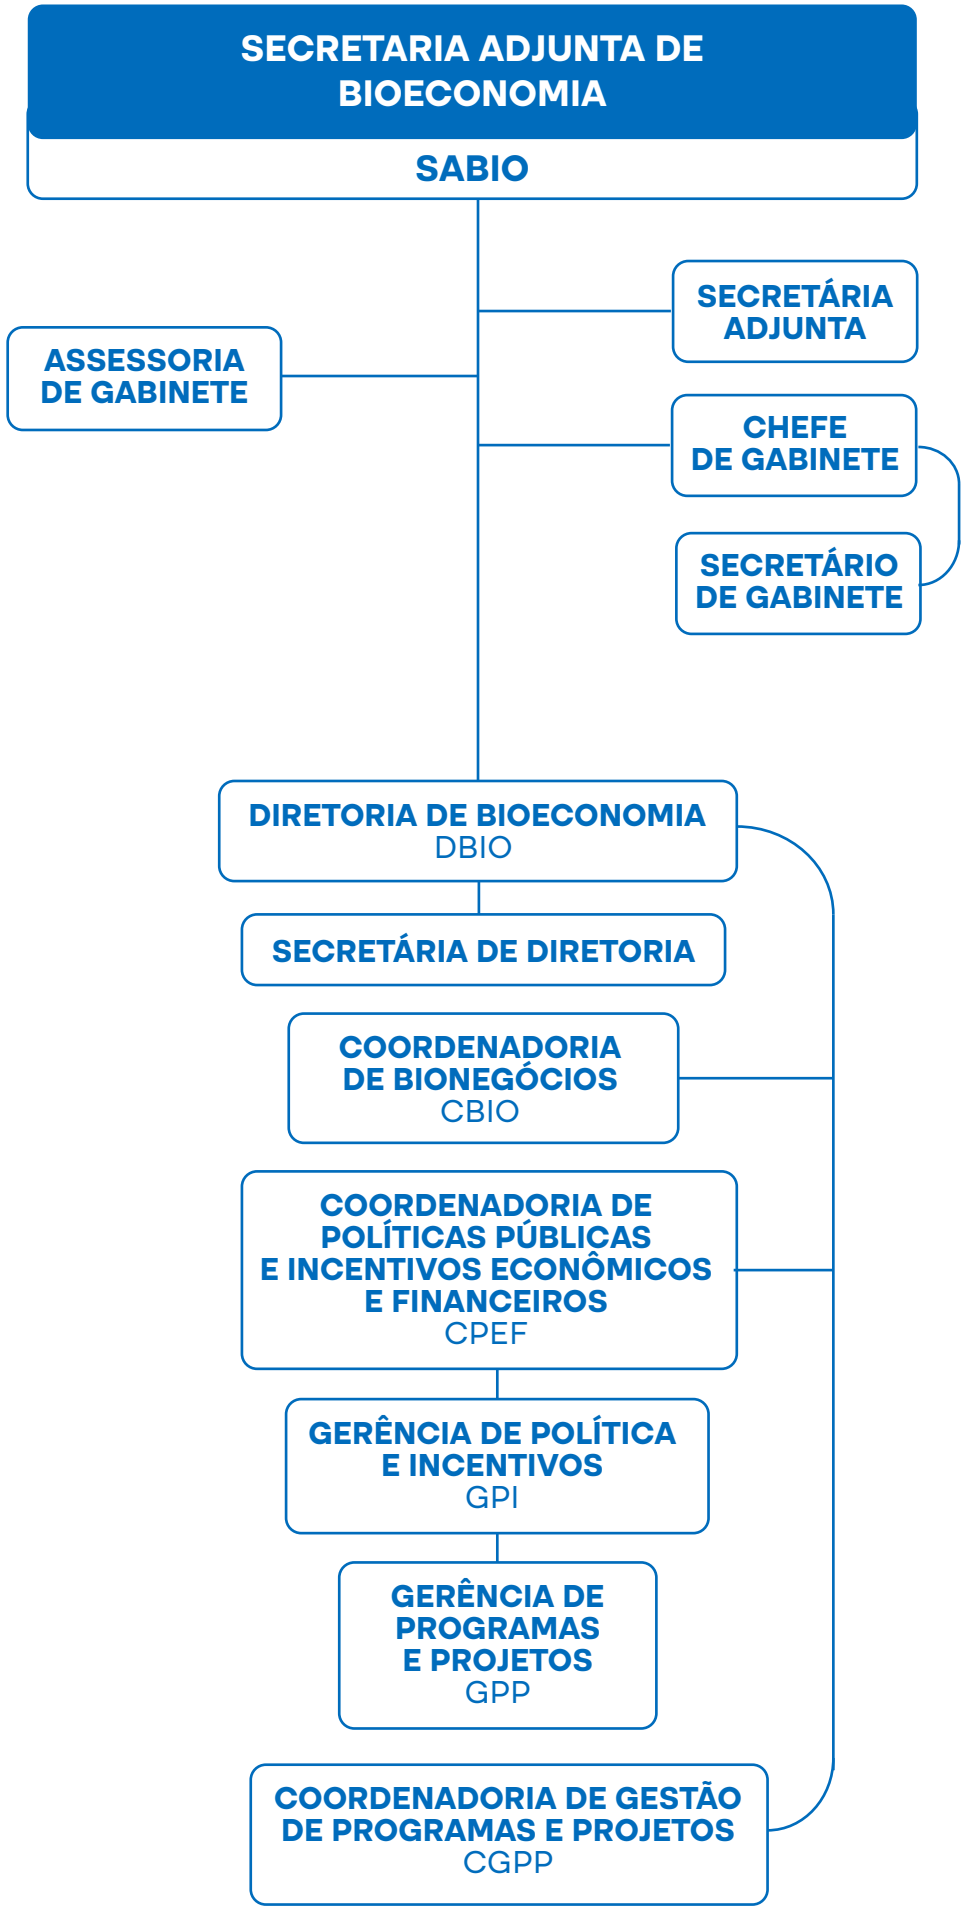 SECRETARIA ADJUNTA DE
BIOECONOMIA
SABIO
SECRETÁRIA
ADJUNTA
ASSESSORIA
DE GABINETE
CHEFE
DE GABINETE
SECRETÁRIO
DE GABINETE
DIRETORIA DE BIOECONOMIA
DBIO
SECRETÁRIA DE DIRETORIA
COORDENADORIA
DE BIONEGÓCIOS
CBIO
COORDENADORIA DE
POLÍTICAS PÚBLICAS
E INCENTIVOS ECONÔMICOS
E FINANCEIROS
CPEF
GERÊNCIA DE POLÍTICA
E INCENTIVOS
GPI
GERÊNCIA DE
PROGRAMAS
E PROJETOS
GPP
COORDENADORIA DE GESTÃO
DE PROGRAMAS E PROJETOS
CGPP